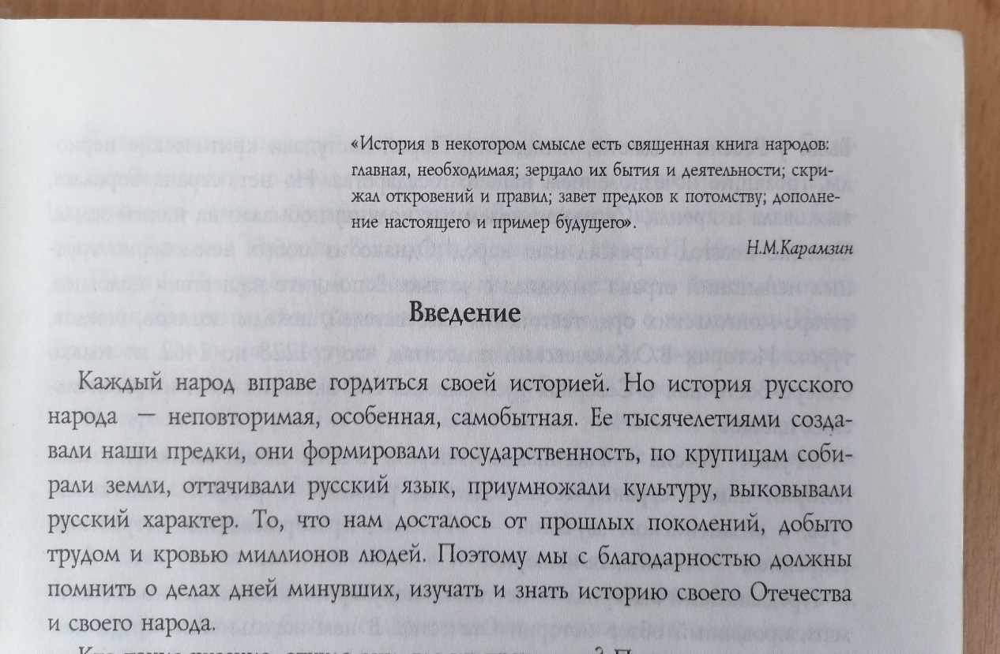 «История в некотором смысле есть священная книга народов:
главная, необходимая; зерцало их бытия и деятельности; скри-
жал откровений и правил; завет предков к потомству; дополне-
ние настоящего и пример будущего».
Н.М.Карамзин
Введение
Каждый народ вправе гордиться своей историей. Но история русского
народа — неповторимая, особенная, самобытная. Ее тысячелетиями созда-
вали наши предки, они формировали государственность, по крупицам соби-
рали земли, оттачивали русский язык, приумножали культуру, выковывали
русский характер. То, что нам досталось от прошлых поколений, добыто
трудом и кровью миллионов людей. Поэтому мы с благодарностью должны
помнить о делах дней минувших, изучать и знать историю своего Отечества
и своего народа.